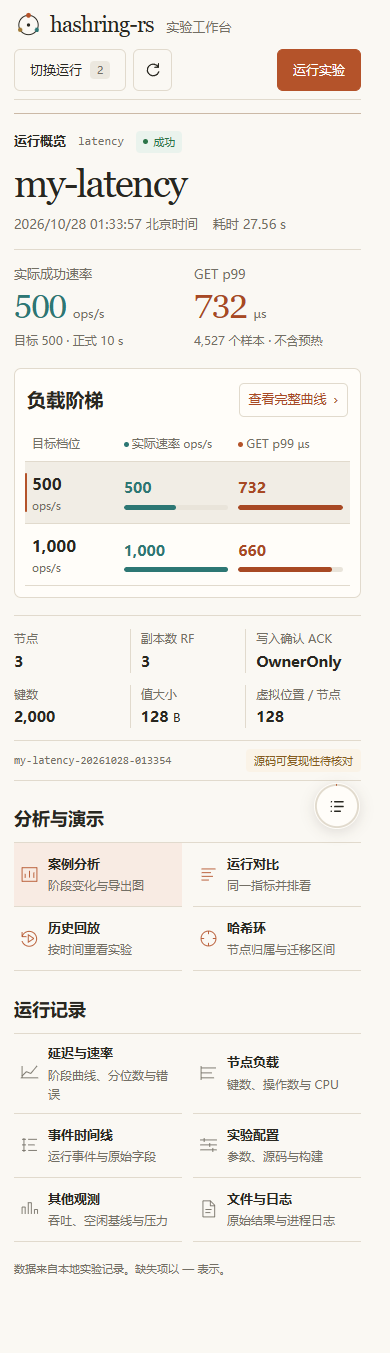 hashring-rs 实验工作台
切换运行 2
运行实验
运行概览 latency 成功
my-latency
2026/10/28 01:33:57 北京时间 耗时 27.56 s
实际成功速率 GET p99
500 ops/s 732 µs
目标 500 · 正式 10 s 4,527 个样本 · 不含预热
负载阶梯 查看完整曲线 ›
目标档位 实际速率 ops/s GET p99 µs
500 500 732
ops/s
1,000 1,000 660
ops/s
节点 副本数 RF 写入确认 ACK
3 3 OwnerOnly
键数 值大小 虚拟位置 / 节点
2,000 128 B 128
my-latency-20261028-013354 源码可复现性待核对
分析与演示
案例分析 运行对比
阶段变化与导出图 同一指标并排看
历史回放 哈希环
按时间重看实验 节点归属与迁移区间
运行记录
延迟与速率 节点负载
阶段曲线、分位数与错 键数、操作数与 CPU
误
事件时间线 实验配置
运行事件与原始字段 参数、源码与构建
其他观测 文件与日志
吞吐、空闲基线与压力 原始结果与进程日志
数据来自本地实验记录。缺失项以 — 表示。